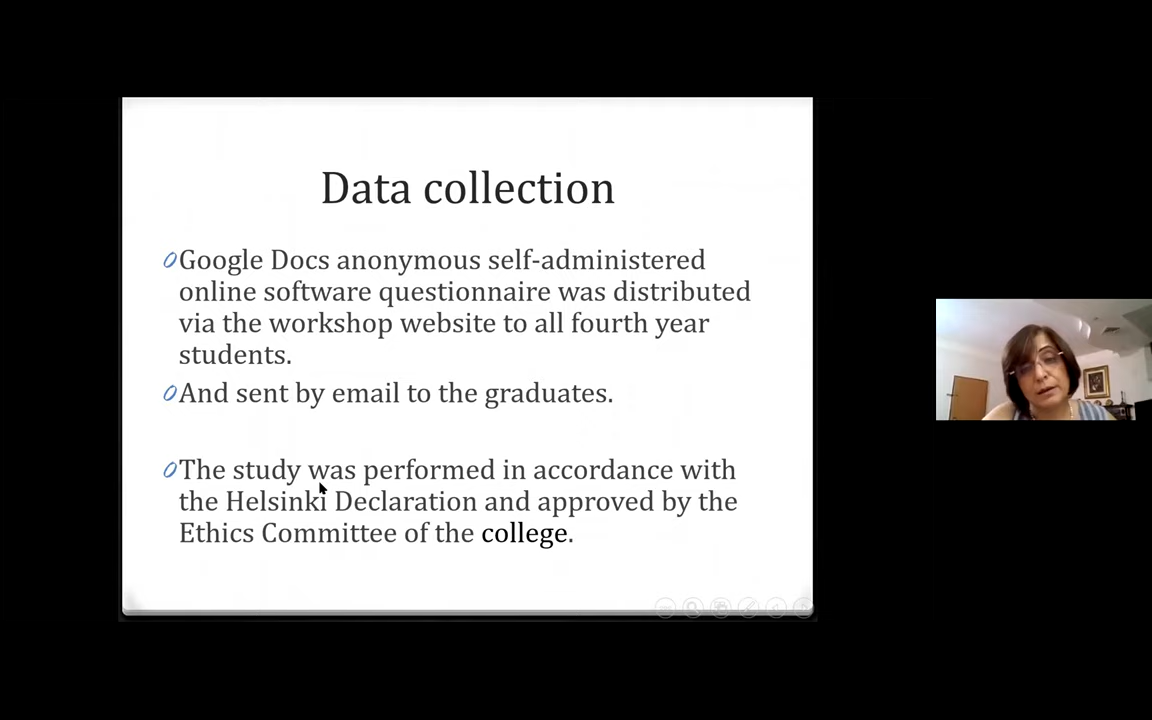 Data collection
Google Docs anonymous self-administered
online software questionnaire was distributed
via the workshop website to all fourth year
students.
And sent by email to the graduates.
The study was performed in accordance with
the Helsinki Declaration and approved by the
Ethics Committee of the college.